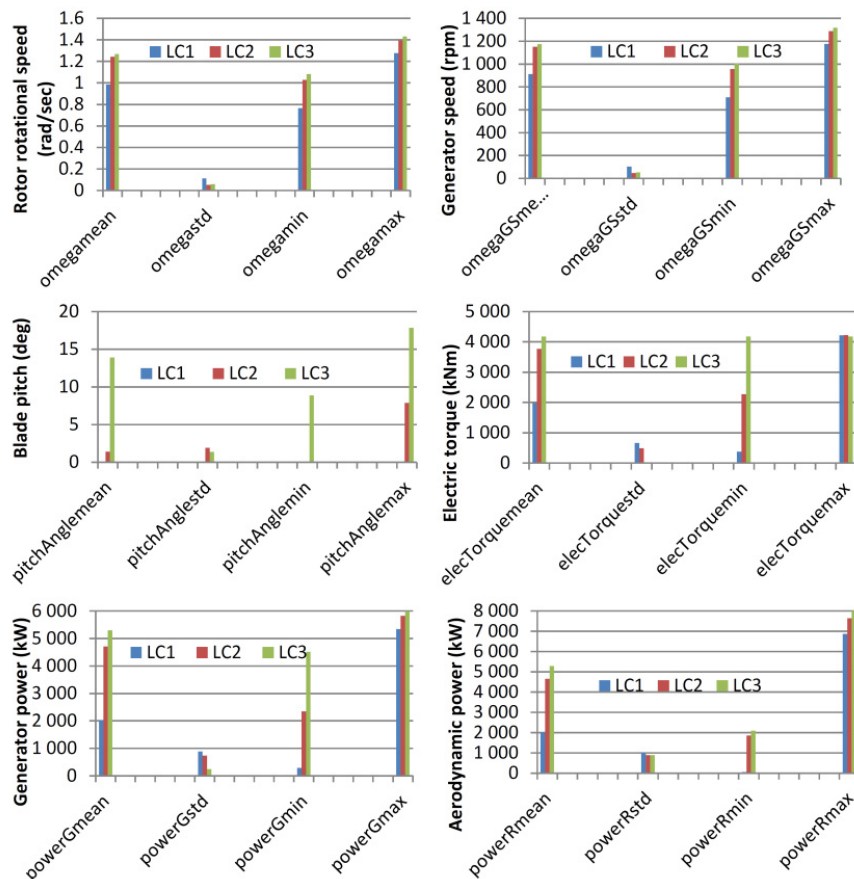 Rotor rotational speed
(rad/sec)
1.6
1.4
1.2
1
0.8
0.6
0.4
0.2
0
LC1 LC2 LC3
omegamean
omegastd
omegamin
omegamax
Generator speed (rpm)
1 400
1 200
1 000
800
600
400
200
0
LC1 LC2 LC3
omegaGSme...
omegaGSstd
omegaGSmin
omegaGSmax
Blade pitch (deg)
20
15
10
5
0
LC1 LC2 LC3
pitchAnglemean
pitchAnglestd
pitchAnglemin
pitchAnglemax
Electric torque (kNm)
5 000
4 000
3 000
2 000
1 000
0
LC1 LC2 LC3
elecTorquemean
elecTorquestd
elecTorquemin
elecTorquemax
Generator power (kW)
6 000
5 000
4 000
3 000
2 000
1 000
0
LC1 LC2 LC3
powerGmean
powerGstd
powerGmin
powerGmax
Aerodynamic power (kW)
8 000
7 000
6 000
5 000
4 000
3 000
2 000
1 000
0
LC1 LC2 LC3
powerRmean
powerRstd
powerRmin
powerRmax